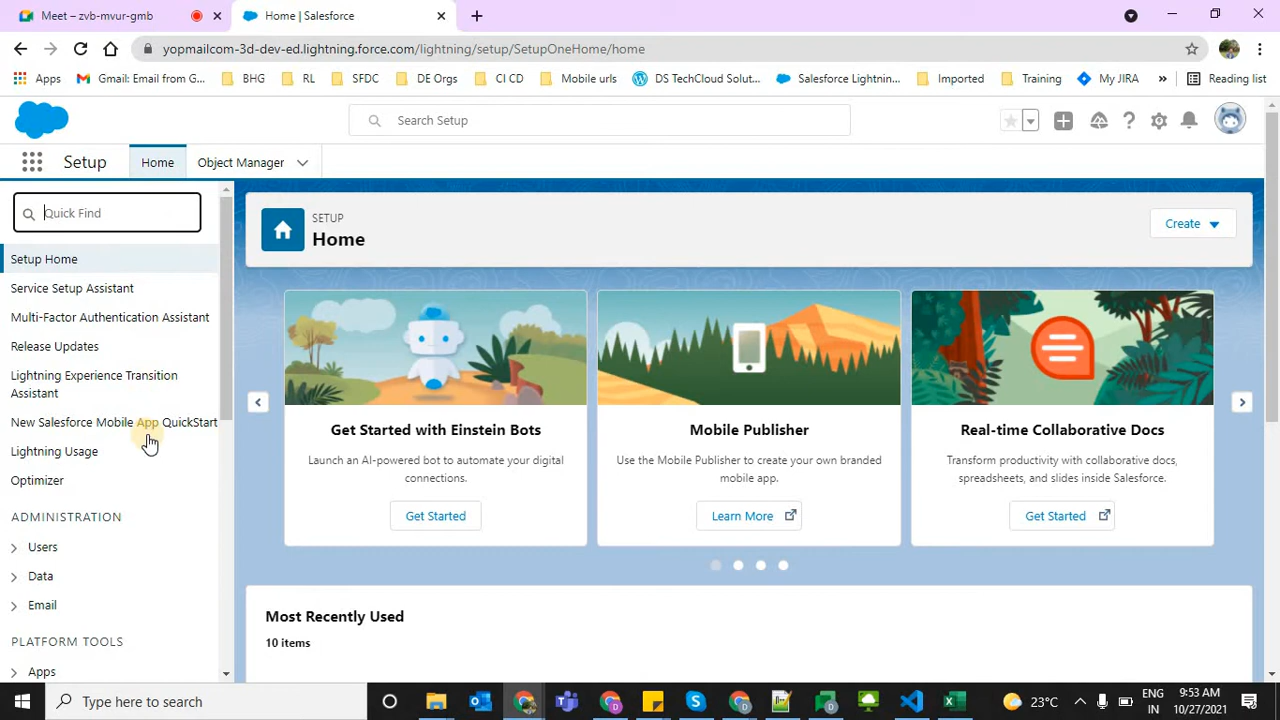 Meet – zvb-mvur-gmb
Home | Salesforce
yopmailcom-3d-dev-ed.lightning.force.com/lightning/setup/SetupOneHome/home
Apps
Gmail: Email from G...
BHG
RL
SFDC
DE Orgs
CI CD
Mobile urls
DS TechCloud Solut...
Salesforce Lightnin...
Imported
Training
My JIRA
»
Reading list
Search Setup
Setup
Home
Object Manager
Quick Find
SETUP
Home
Create
Setup Home
Service Setup Assistant
Multi-Factor Authentication Assistant
Release Updates
Lightning Experience Transition
Assistant
New Salesforce Mobile App QuickStart
Lightning Usage
Optimizer
ADMINISTRATION
Users
Data
Email
PLATFORM TOOLS
Apps
Get Started with Einstein Bots
Launch an AI-powered bot to automate your digital
connections.
Get Started
Mobile Publisher
Use the Mobile Publisher to create your own branded
mobile app.
Learn More
Real-time Collaborative Docs
Transform productivity with collaborative docs,
spreadsheets, and slides inside Salesforce.
Get Started
Most Recently Used
10 items
Type here to search
23°C
ENG
IN
9:53 AM
10/27/2021